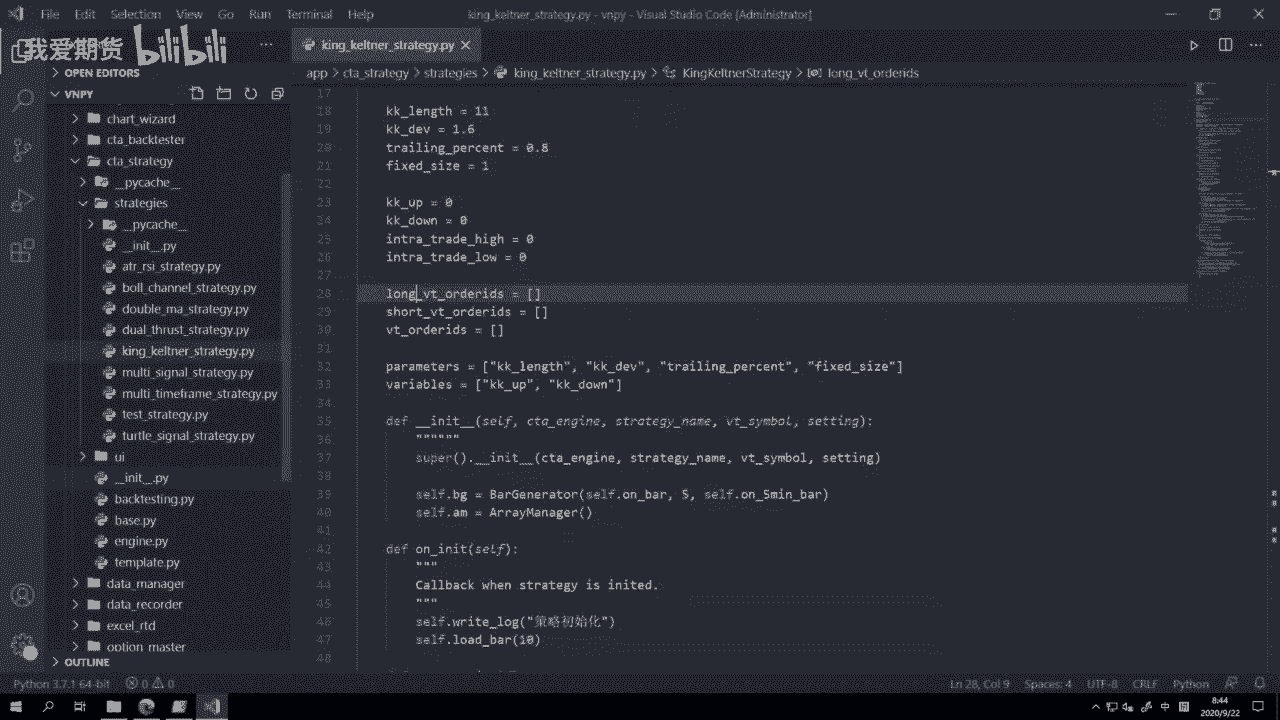 File Edit Selection View Go Run Terminal Help
king_keltner_strategy.py - vnpy - Visual Studio Code [Administrator]
我爱期货 bilibili
king_keltner_strategy.py
OPEN EDITORS
app > cta_strategy > strategies > king_keltner_strategy.py > KingKeltnerStrategy > long_vt_orderids
VNPY
chart_wizard
cta_backtester
cta_strategy
__pycache__
strategies
__pycache__
__init__.py
atr_rsi_strategy.py
boll_channel_strategy.py
double_ma_strategy.py
dual_thrust_strategy.py
king_keltner_strategy.py
multi_signal_strategy.py
multi_timeframe_strategy.py
test_strategy.py
turtle_signal_strategy.py
ui
__init__.py
backtesting.py
base.py
engine.py
template.py
data_manager
data_recorder
excel_rtd
option_master
OUTLINE
17
18 kk_length = 11
19 kk_dev = 1.6
20 trailing_percent = 0.8
21 fixed_size = 1
22
23 kk_up = 0
24 kk_down = 0
25 intra_trade_high = 0
26 intra_trade_low = 0
27
28 long_vt_orderids = []
29 short_vt_orderids = []
30 vt_orderids = []
31
32 parameters = ["kk_length", "kk_dev", "trailing_percent", "fixed_size"]
33 variables = ["kk_up", "kk_down"]
34
35 def __init__(self, cta_engine, strategy_name, vt_symbol, setting):
36 """"""
37 super().__init__(cta_engine, strategy_name, vt_symbol, setting)
38
39 self.bg = BarGenerator(self.on_bar, 5, self.on_5min_bar)
40 self.am = ArrayManager()
41
42 def on_init(self):
43 """
44 Callback when strategy is inited.
45 """
46 self.write_log("策略初始化")
47 self.load_bar(10)
48
Python 3.7.1 64-bit 0 0
Ln 28, Col 9 Spaces: 4 UTF-8 CRLF Python
中
8:44
2020/9/22